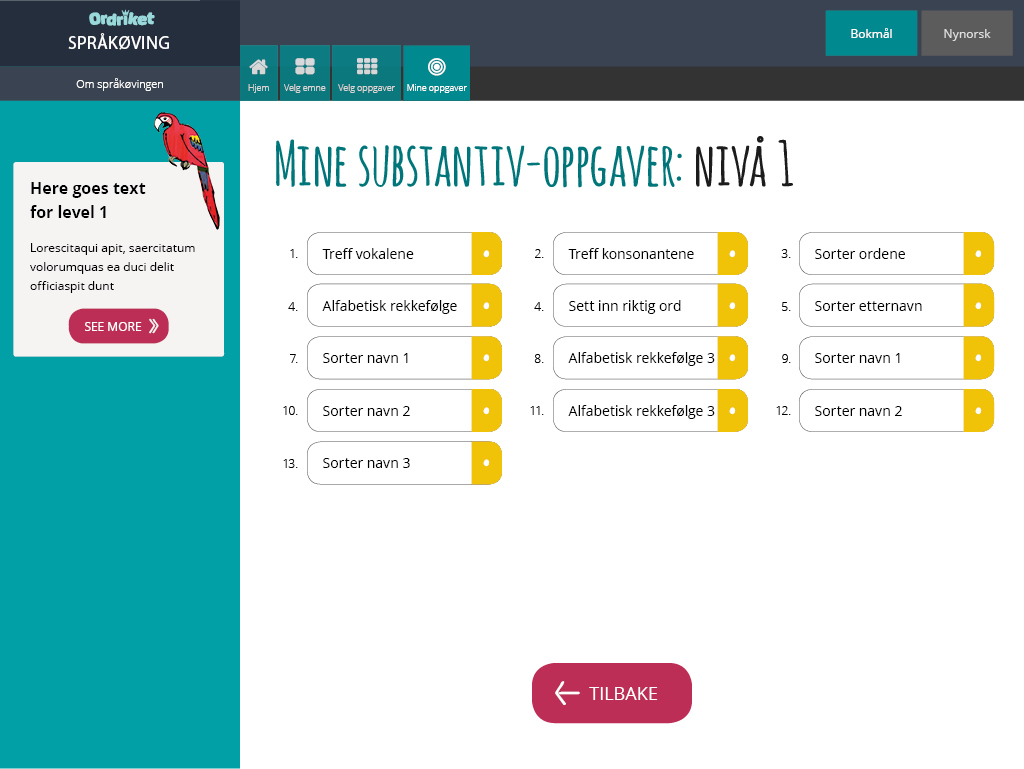 Ordriket
SPRÅKØVING
Om språkøvingen
Hjem
Velg emne
Velg oppgaver
Mine oppgaver
Bokmål
Nynorsk
Here goes text
for level 1
Lorescitaqui apit, saercitatum
volorumquas ea duci delit
officiaspit dunt
SEE MORE
MINE SUBSTANTIV-OPPGAVER: NIVÅ 1
1. Treff vokalene
2. Treff konsonantene
3. Sorter ordene
4. Alfabetisk rekkefølge
4. Sett inn riktig ord
5. Sorter etternavn
7. Sorter navn 1
8. Alfabetisk rekkefølge 3
9. Sorter navn 1
10. Sorter navn 2
11. Alfabetisk rekkefølge 3
12. Sorter navn 2
13. Sorter navn 3
TILBAKE